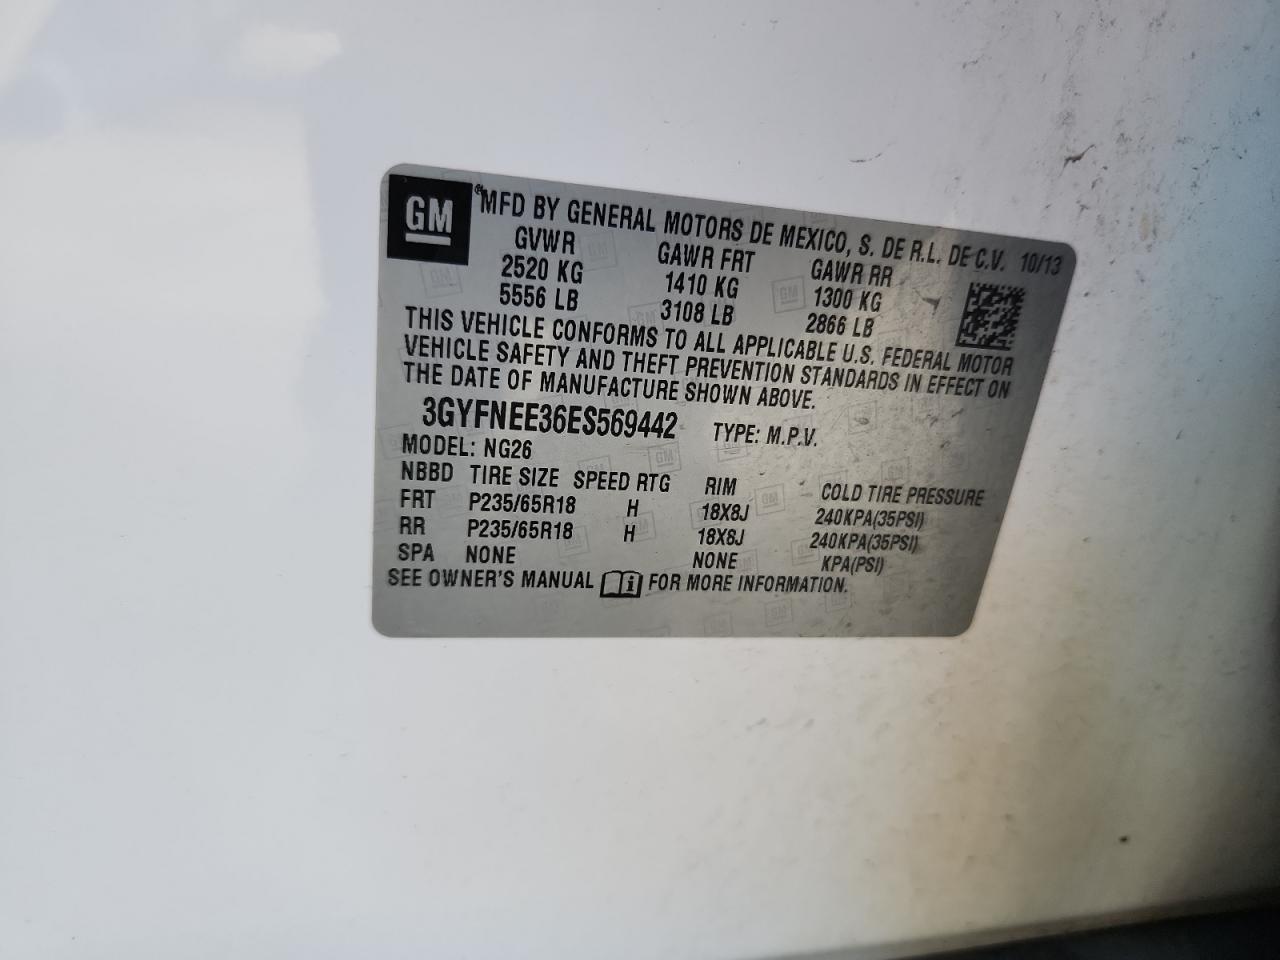 GM
®MFD BY GENERAL MOTORS DE MEXICO, S. DE R.L. DE C.V. 10/13
GVWR GAWR FRT GAWR RR
2520 KG 1410 KG 1300 KG
5556 LB 3108 LB 2866 LB
THIS VEHICLE CONFORMS TO ALL APPLICABLE U.S. FEDERAL MOTOR
VEHICLE SAFETY AND THEFT PREVENTION STANDARDS IN EFFECT ON
THE DATE OF MANUFACTURE SHOWN ABOVE.
3GYFNEE36ES569442 TYPE: M.P.V.
MODEL: NG26
NBBD TIRE SIZE SPEED RTG RIM COLD TIRE PRESSURE
FRT P235/65R18 H 18X8J 240KPA(35PSI)
RR P235/65R18 H 18X8J 240KPA(35PSI)
SPA NONE NONE KPA(PSI)
SEE OWNER'S MANUAL i FOR MORE INFORMATION.